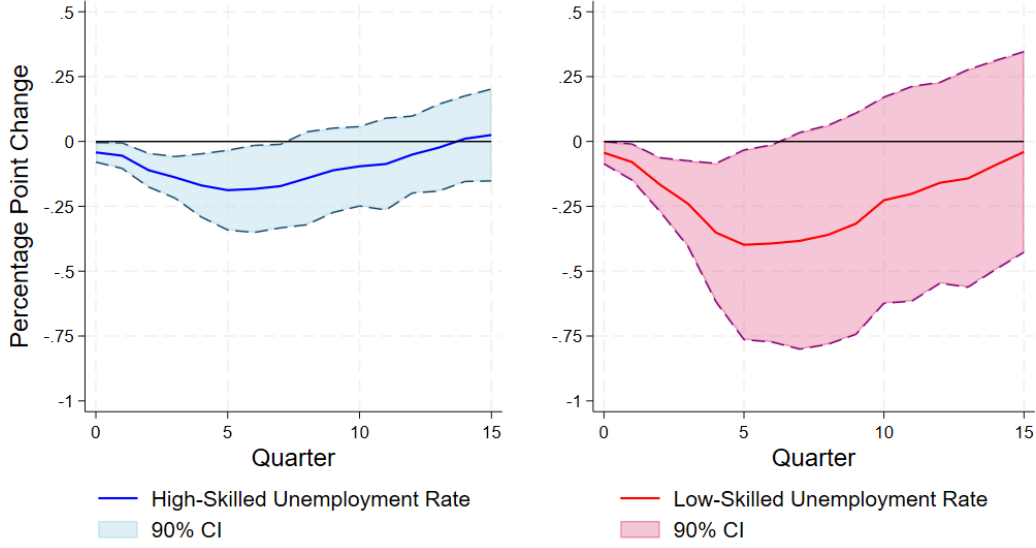 Percentage Point Change
.5
.25
0
-.25
-.5
-.75
-1
0 5 10 15
Quarter
High-Skilled Unemployment Rate
90% CI
.5
.25
0
-.25
-.5
-.75
-1
0 5 10 15
Quarter
Low-Skilled Unemployment Rate
90% CI